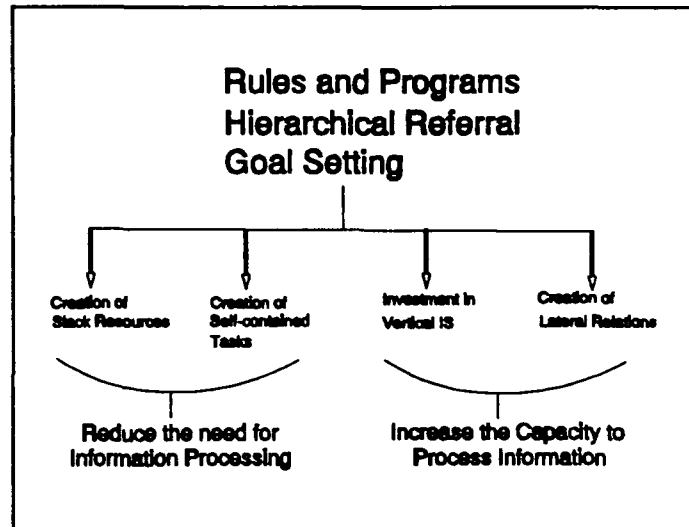 Rules and Programs
Hierarchical Referral
Goal Setting
Creation of
Slack Resources
Creation of
Self-contained
Tasks
Investment in
Vertical IS
Creation of
Lateral Relations
Reduce the need for
Information Processing
Increase the Capacity to
Process Information